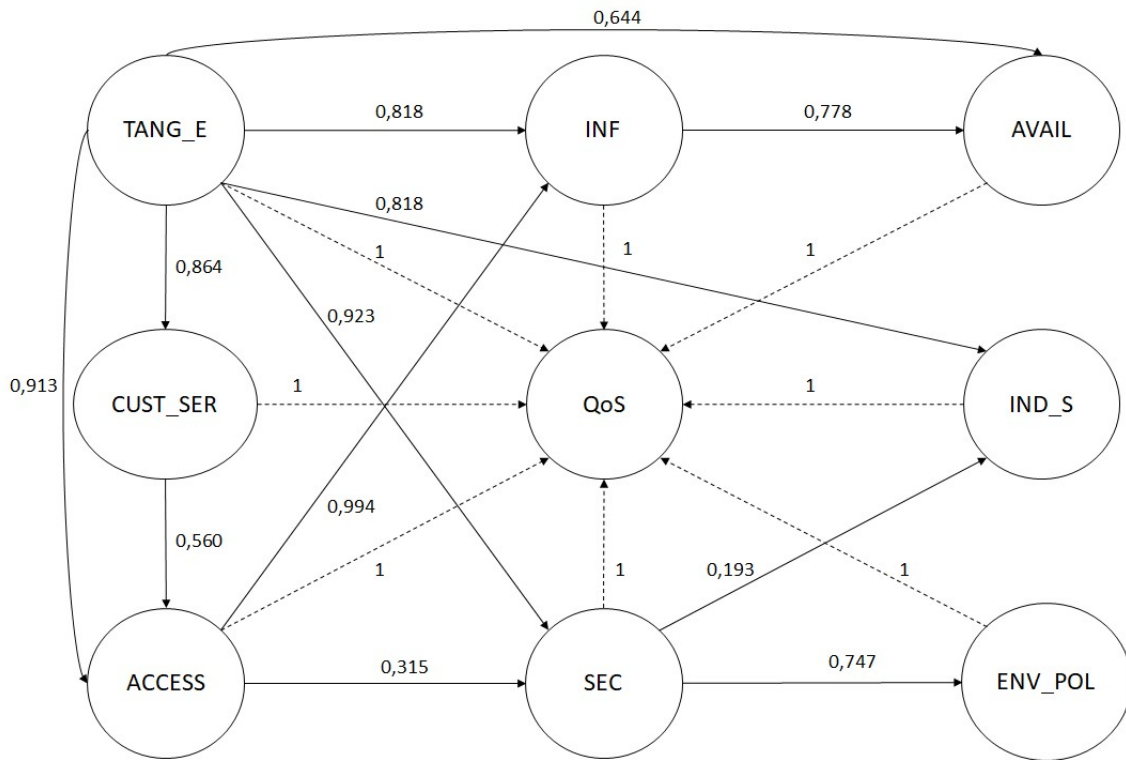 0,644
TANG_E
0,818
INF
0,778
AVAIL
0,818
1
1
1
0,864
0,923
0,913
CUST_SER
1
QoS
1
IND_S
0,994
0,560
1
1
0,193
1
ACCESS
0,315
SEC
0,747
ENV_POL